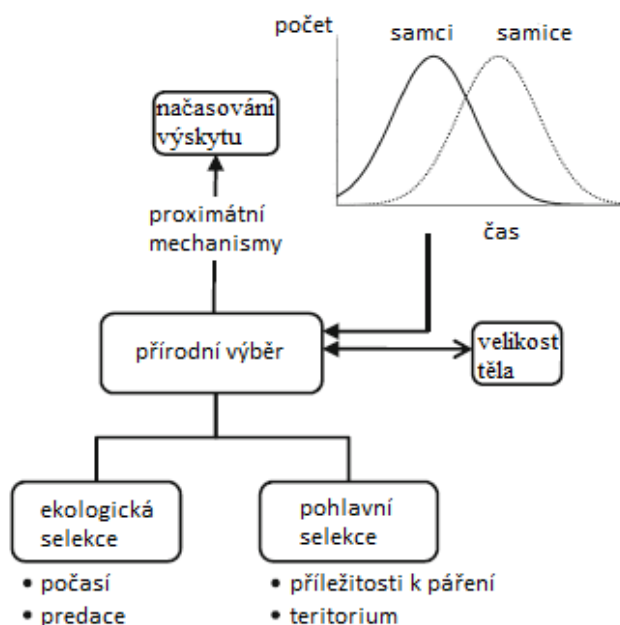 počet
samci
samice
načasování
výskytu
proximátní
mechanismy
čas
přírodní výběr
velikost
těla
ekologická
selekce
pohlavní
selekce
• počasí
• predace
• příležitosti k páření
• teritorium